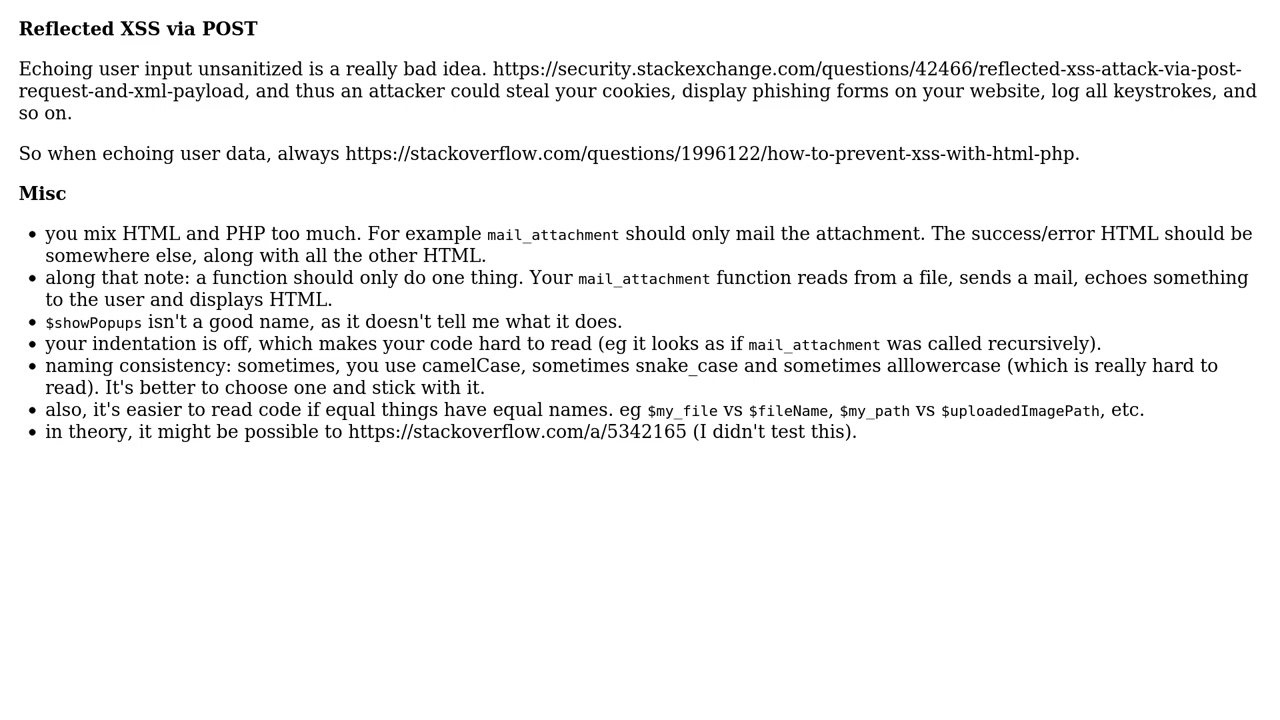 Reflected XSS via POST
Echoing user input unsanitized is a really bad idea. https://security.stackexchange.com/questions/42466/reflected-xss-attack-via-post-
request-and-xml-payload, and thus an attacker could steal your cookies, display phishing forms on your website, log all keystrokes, and
so on.
So when echoing user data, always https://stackoverflow.com/questions/1996122/how-to-prevent-xss-with-html-php.
Misc
• you mix HTML and PHP too much. For example mail_attachment should only mail the attachment. The success/error HTML should be
somewhere else, along with all the other HTML.
• along that note: a function should only do one thing. Your mail_attachment function reads from a file, sends a mail, echoes something
to the user and displays HTML.
• $showPopups isn't a good name, as it doesn't tell me what it does.
• your indentation is off, which makes your code hard to read (eg it looks as if mail_attachment was called recursively).
• naming consistency: sometimes, you use camelCase, sometimes snake_case and sometimes alllowercase (which is really hard to
read). It's better to choose one and stick with it.
• also, it's easier to read code if equal things have equal names. eg $my_file vs $fileName, $my_path vs $uploadedImagePath, etc.
• in theory, it might be possible to https://stackoverflow.com/a/5342165 (I didn't test this).